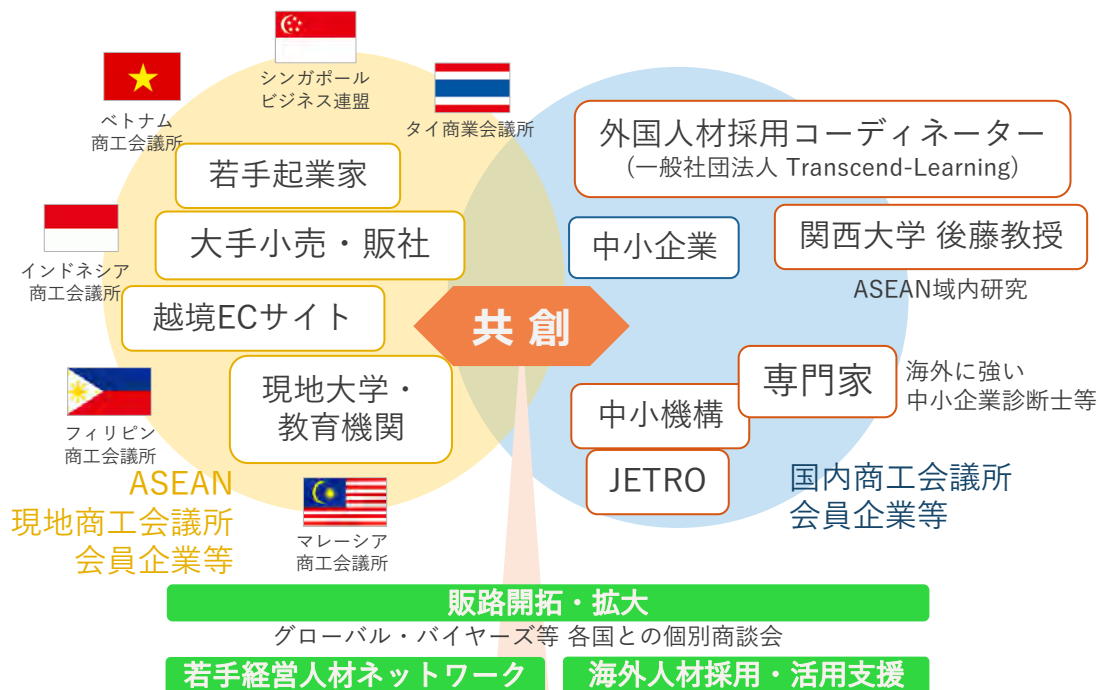 シンガポール
ビジネス連盟
ベトナム
商工会議所
タイ商業会議所
インドネシア
商工会議所
フィリピン
商工会議所
マレーシア
商工会議所
若手起業家
大手小売・販社
越境ECサイト
現地大学・
教育機関
ASEAN
現地商工会議所
会員企業等
共創
外国人材採用コーディネーター
(一般社団法人 Transcend-Learning)
中小企業
関西大学 後藤教授
ASEAN域内研究
専門家
海外に強い
中小企業診断士等
中小機構
JETRO
国内商工会議所
会員企業等
販路開拓・拡大
グローバル・バイヤーズ等 各国との個別商談会
若手経営人材ネットワーク
海外人材採用・活用支援